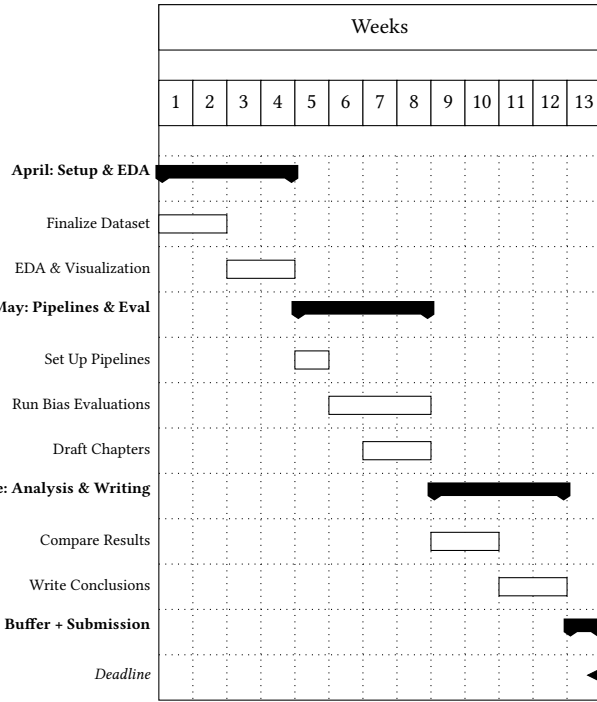 Weeks
1 2 3 4 5 6 7 8 9 10 11 12 13
April: Setup & EDA
Finalize Dataset
EDA & Visualization
May: Pipelines & Eval
Set Up Pipelines
Run Bias Evaluations
Draft Chapters
e: Analysis & Writing
Compare Results
Write Conclusions
Buffer + Submission
Deadline